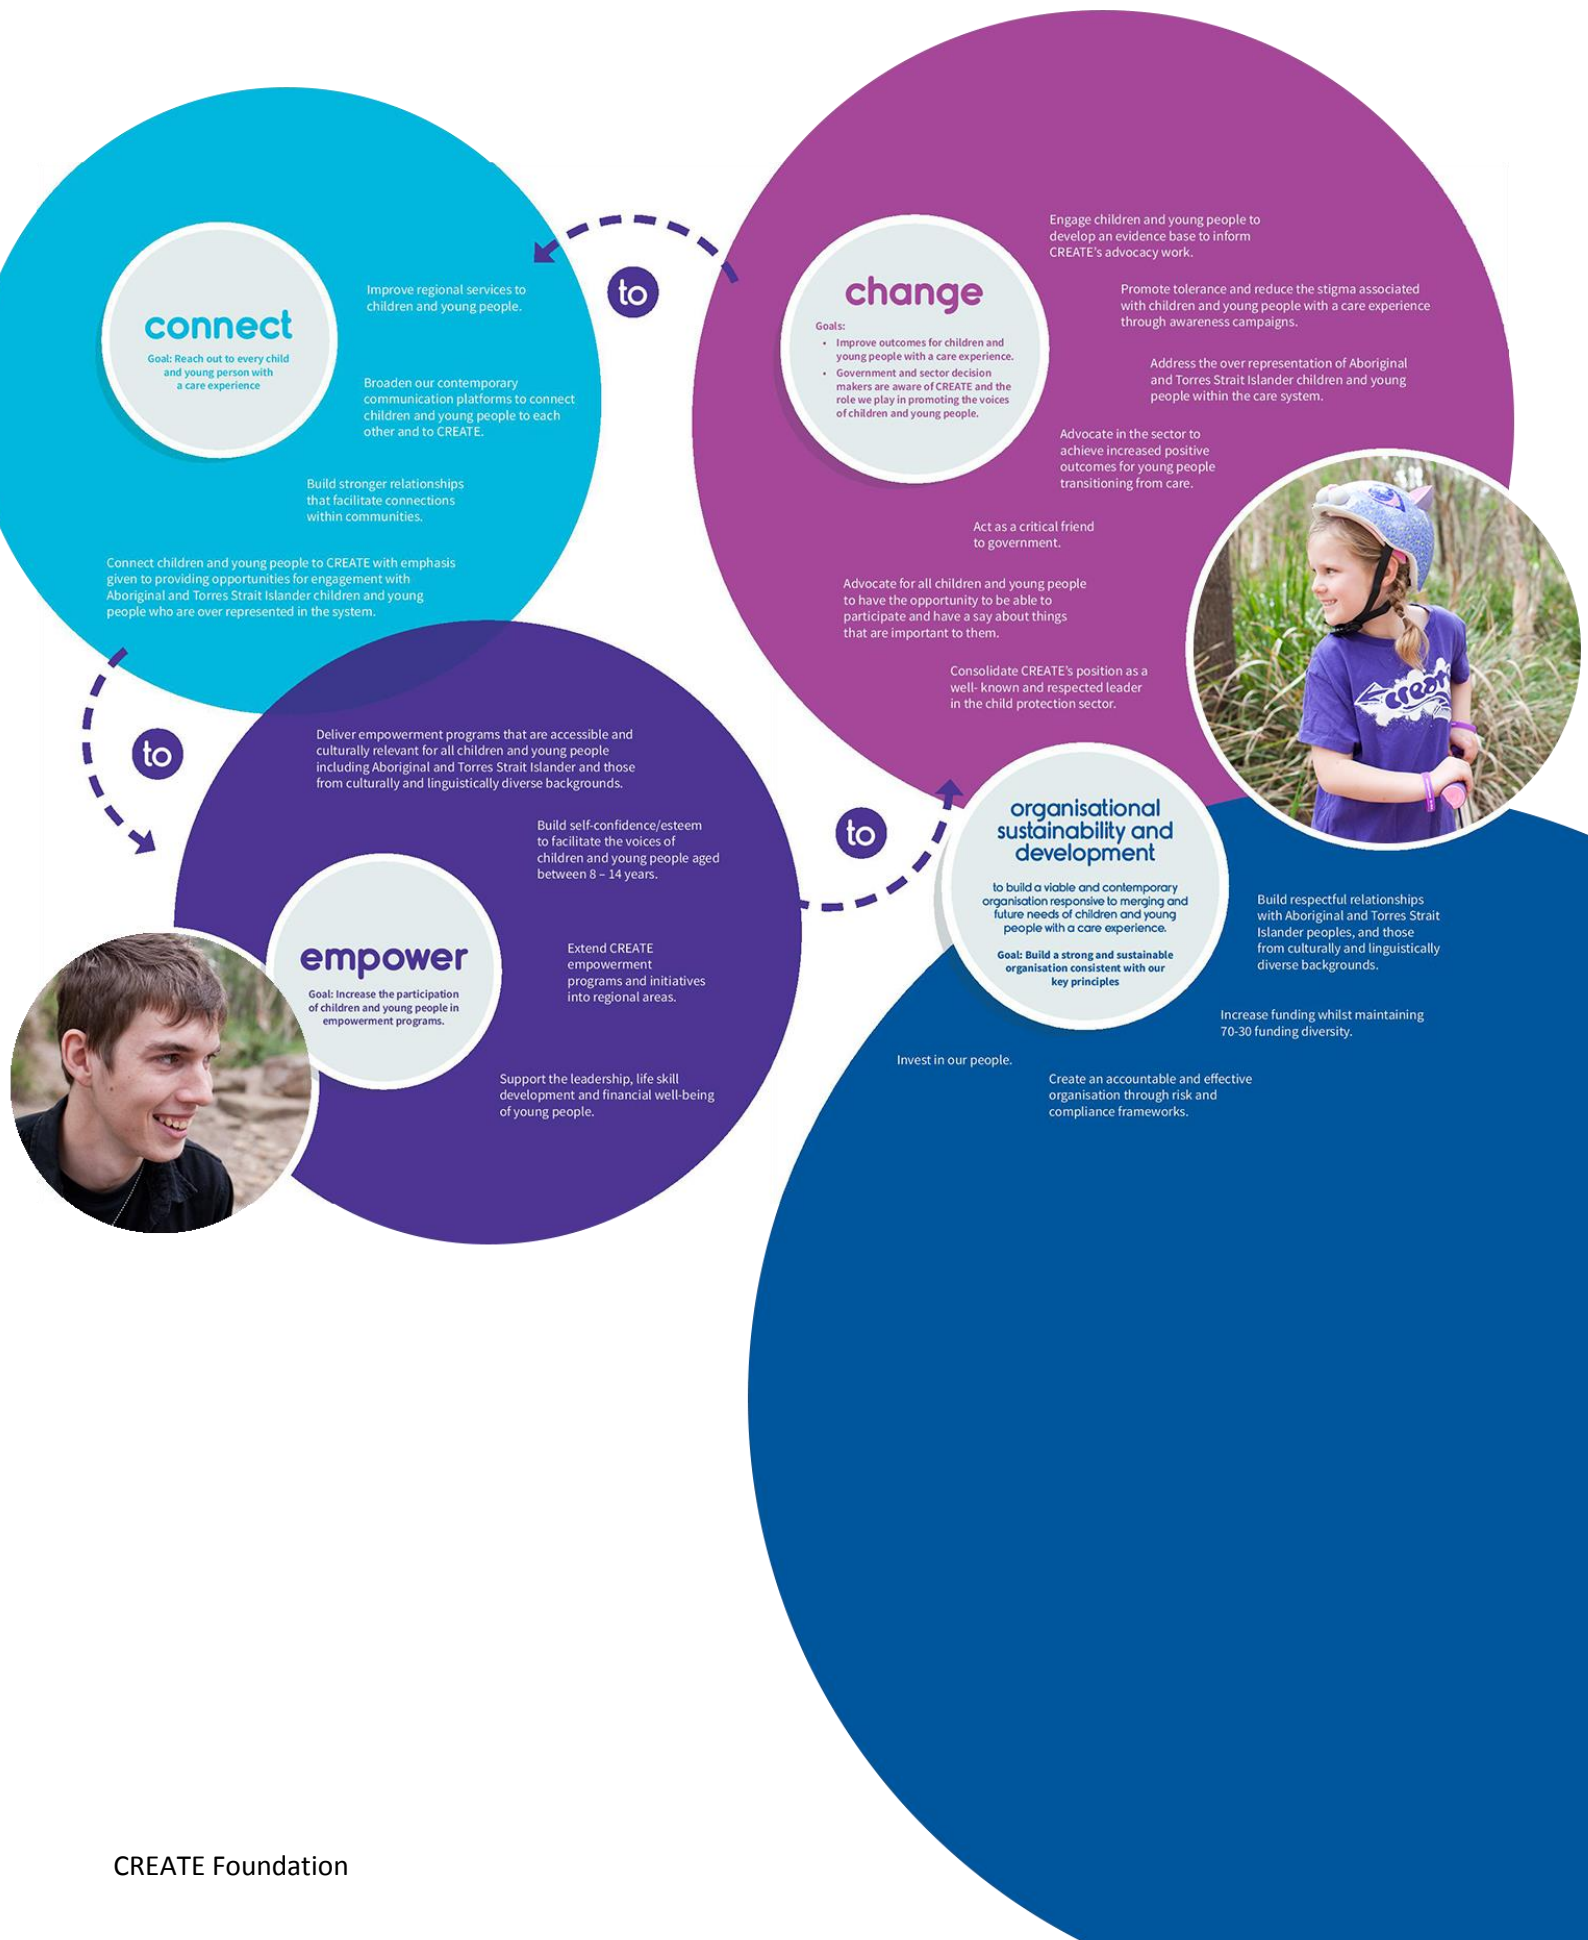 connect
Goal: Reach out to every child
and young person with
a care experience
Improve regional services to
children and young people.
Broaden our contemporary
communication platforms to connect
children and young people to each
other and to CREATE.
Build stronger relationships
that facilitate connections
within communities.
Connect children and young people to CREATE with emphasis
given to providing opportunities for engagement with
Aboriginal and Torres Strait Islander children and young
people who are over represented in the system.
to
change
Goals:
• Improve outcomes for children and
young people with a care experience.
• Government and sector decision
makers are aware of CREATE and the
role we play in promoting the voices
of children and young people.
Engage children and young people to
develop an evidence base to inform
CREATE's advocacy work.
Promote tolerance and reduce the stigma associated
with children and young people with a care experience
through awareness campaigns.
Address the over representation of Aboriginal
and Torres Strait Islander children and young
people within the care system.
Advocate in the sector to
achieve increased positive
outcomes for young people
transitioning from care.
Act as a critical friend
to government.
Advocate for all children and young people
to have the opportunity to be able to
participate and have a say about things
that are important to them.
Consolidate CREATE's position as a
well- known and respected leader
in the child protection sector.
create
to
Deliver empowerment programs that are accessible and
culturally relevant for all children and young people
including Aboriginal and Torres Strait Islander and those
from culturally and linguistically diverse backgrounds.
Build self-confidence/esteem
to facilitate the voices of
children and young people aged
between 8 – 14 years.
empower
Goal: Increase the participation
of children and young people in
empowerment programs.
Extend CREATE
empowerment
programs and initiatives
into regional areas.
Support the leadership, life skill
development and financial well-being
of young people.
to
organisational
sustainability and
development
to build a viable and contemporary
organisation responsive to merging and
future needs of children and young
people with a care experience.
Goal: Build a strong and sustainable
organisation consistent with our
key principles
Build respectful relationships
with Aboriginal and Torres Strait
Islander peoples, and those
from culturally and linguistically
diverse backgrounds.
Increase funding whilst maintaining
70-30 funding diversity.
Invest in our people.
Create an accountable and effective
organisation through risk and
compliance frameworks.
CREATE Foundation